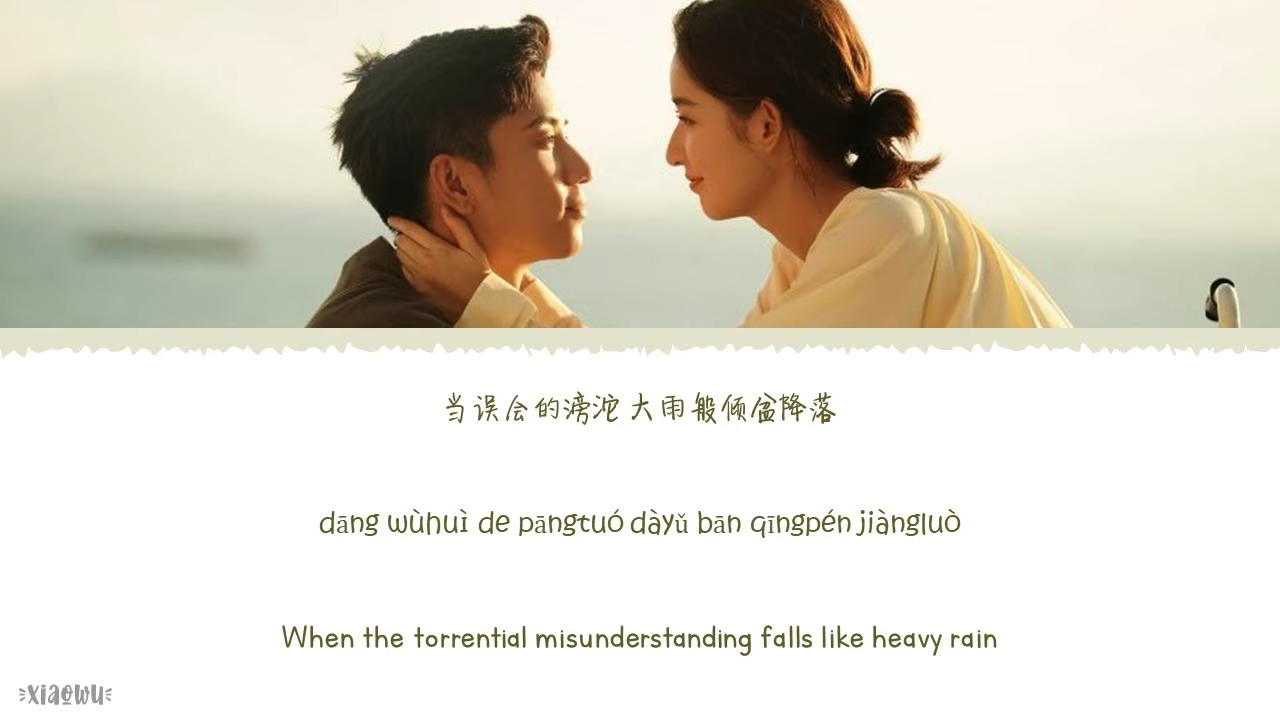 当误会的滂沱 大雨般倾盆降落
dāng wùhuì de pāngtuó dàyǔ bān qīngpén jiàngluò
When the torrential misunderstanding falls like heavy rain
xiaowu